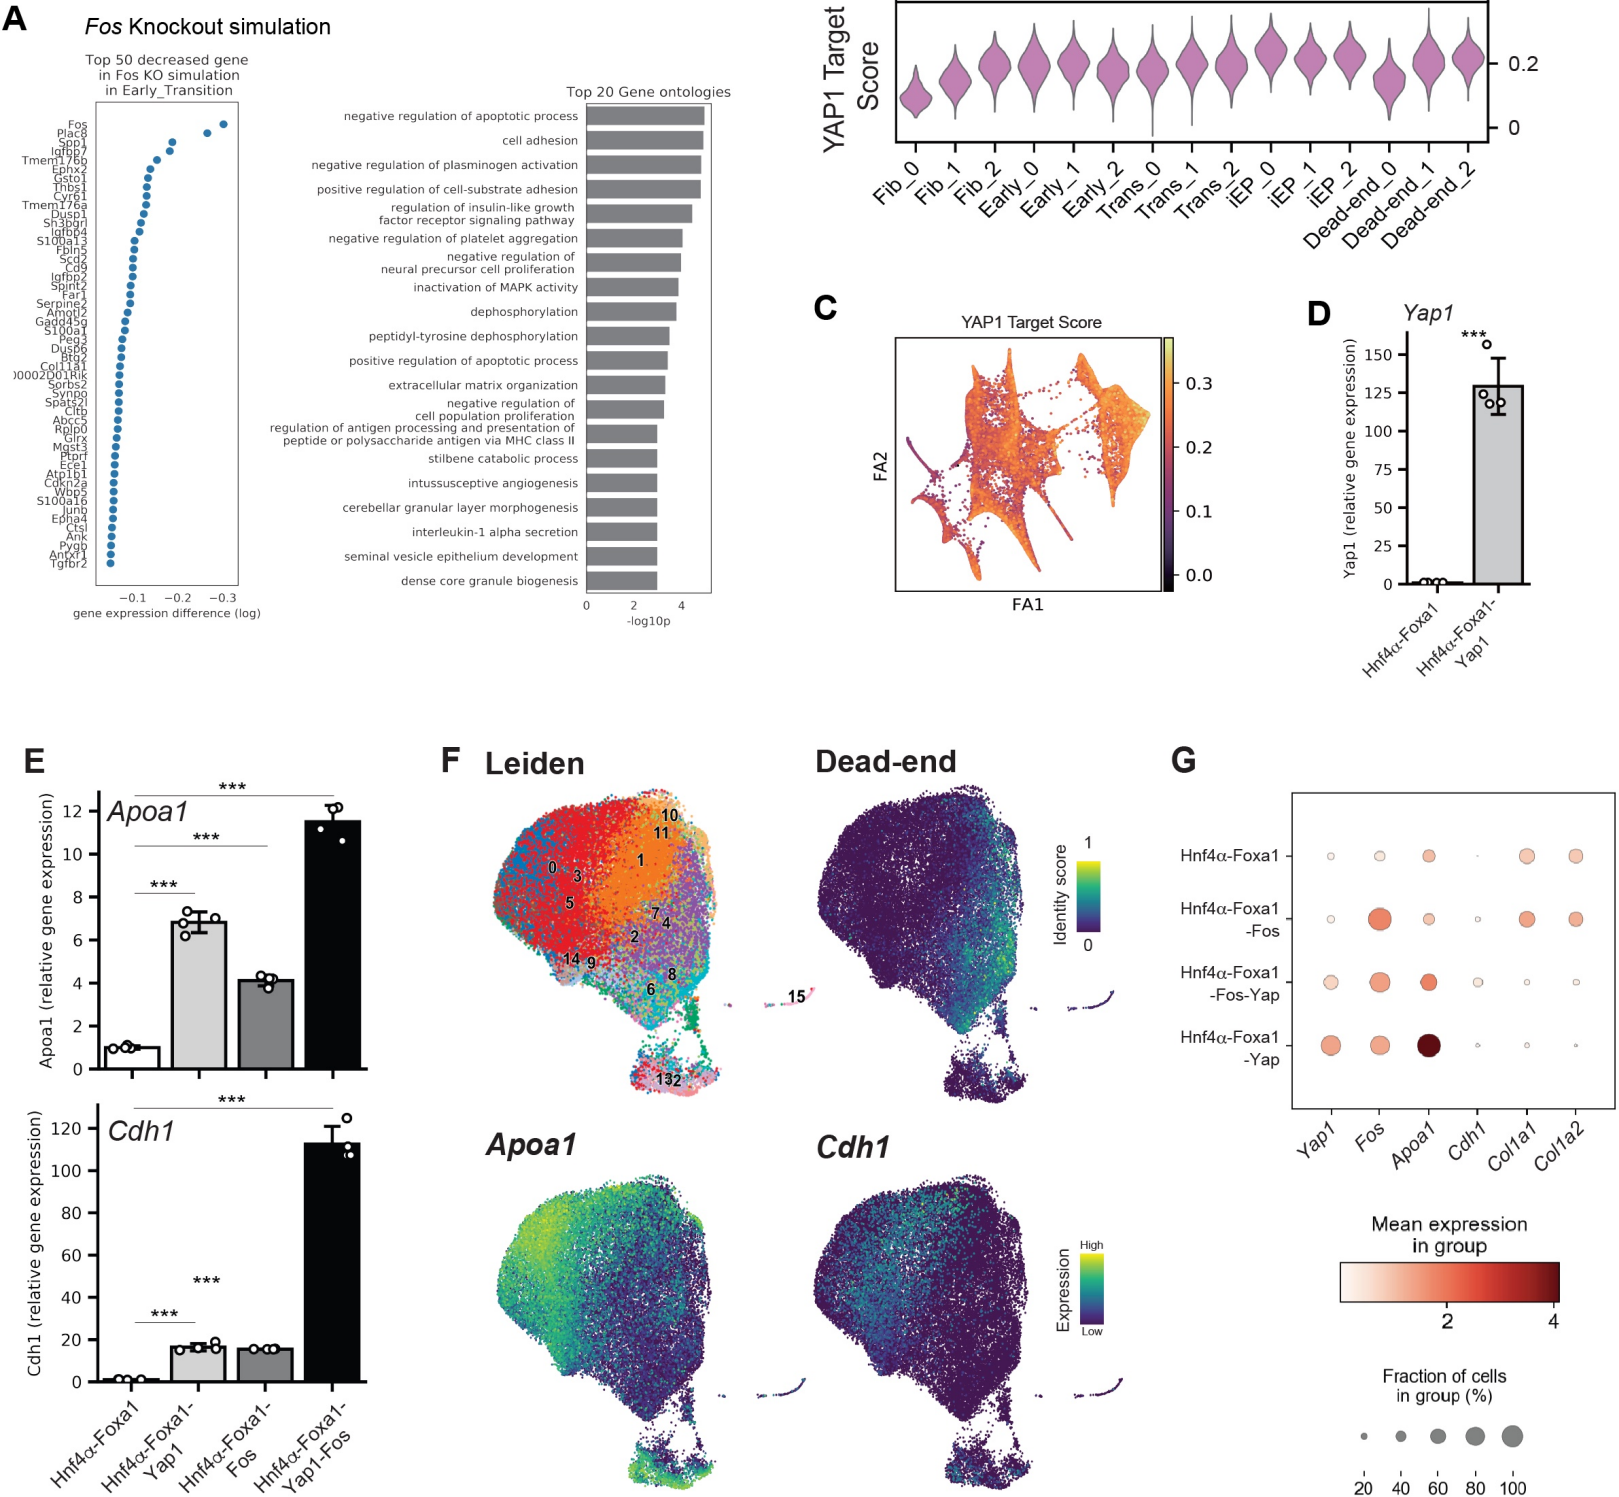 A
Fos Knockout simulation
Top 50 decreased gene
in Fos KO simulation
in Early_Transition
Fos
Plac8
Spp1
Igfbp7
Tmem176b
Ephx2
Gsto1
Thbs1
Cyr61
Tmem176a
Dusp1
Sh3bgrl
Igfbp4
S100a13
Fbln5
Scd2
Cd9
Igfbp2
Spint2
Far1
Serpine2
Amotl2
Gadd45g
S100a1
Peg3
Dusp6
Btg2
Col11a1
00002D01Rik
Sorbs2
Synpo
Spats2l
Cltb
Abcc5
Rplp0
Glrx
Mgst3
Ptprf
Ece1
Atp1b1
Cdkn2a
Wbp5
S100a16
Junb
Epha4
Ctsl
Ank
Pygb
Antxr1
Tgfbr2
−0.1 −0.2 −0.3
gene expression difference (log)
Top 20 Gene ontologies
negative regulation of apoptotic process
cell adhesion
negative regulation of plasminogen activation
positive regulation of cell-substrate adhesion
regulation of insulin-like growth
factor receptor signaling pathway
negative regulation of platelet aggregation
negative regulation of
neural precursor cell proliferation
inactivation of MAPK activity
dephosphorylation
peptidyl-tyrosine dephosphorylation
positive regulation of apoptotic process
extracellular matrix organization
negative regulation of
cell population proliferation
regulation of antigen processing and presentation of
peptide or polysaccharide antigen via MHC class II
stilbene catabolic process
intussusceptive angiogenesis
cerebellar granular layer morphogenesis
interleukin-1 alpha secretion
seminal vesicle epithelium development
dense core granule biogenesis
0 2 4
-log10p
YAP1 Target
Score
0.2
0
Fib_0
Fib_1
Fib_2
Early_0
Early_1
Early_2
Trans_0
Trans_1
Trans_2
iEP_0
iEP_1
iEP_2
Dead-end_0
Dead-end_1
Dead-end_2
C
YAP1 Target Score
FA2
FA1
0.3
0.2
0.1
0.0
D
Yap1
***
Yap1 (relative gene expression)
150
125
100
75
50
25
0
Hnf4α-Foxa1
Hnf4α-Foxa1-
Yap1
E
Apoa1
***
***
***
Apoa1 (relative gene expression)
12
10
8
6
4
2
0
Cdh1
***
***
***
Cdh1 (relative gene expression)
120
100
80
60
40
20
0
Hnf4α-Foxa1
Hnf4α-Foxa1-
Yap1
Hnf4α-Foxa1-
Fos
Hnf4α-Foxa1-
Yap1-Fos
F
Leiden
10
11
1
0
3
5
7
4
2
14
9
8
6
15
13
2
Dead-end
Identity score
1
0
Apoa1
Cdh1
Expression
High
Low
G
Hnf4α-Foxa1
Hnf4α-Foxa1
-Fos
Hnf4α-Foxa1
-Fos-Yap
Hnf4α-Foxa1
-Yap
Yap1
Fos
Apoa1
Cdh1
Col1a1
Col1a2
Mean expression
in group
2 4
Fraction of cells
in group (%)
20 40 60 80 100